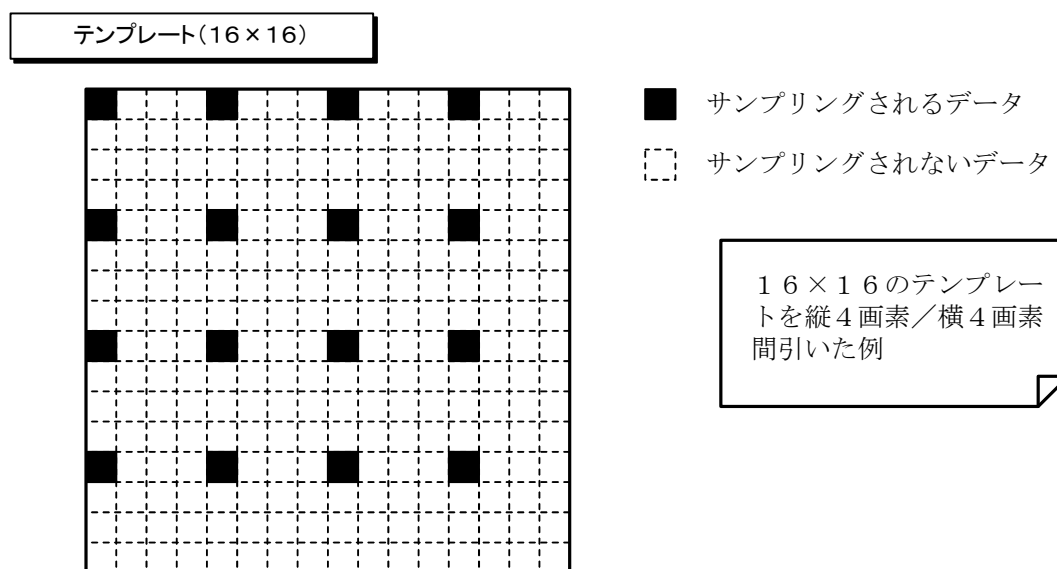 テンプレート(16×16)
サンプリングされるデータ
サンプリングされないデータ
16×16のテンプレー
トを縦4画素/横4画素
間引いた例